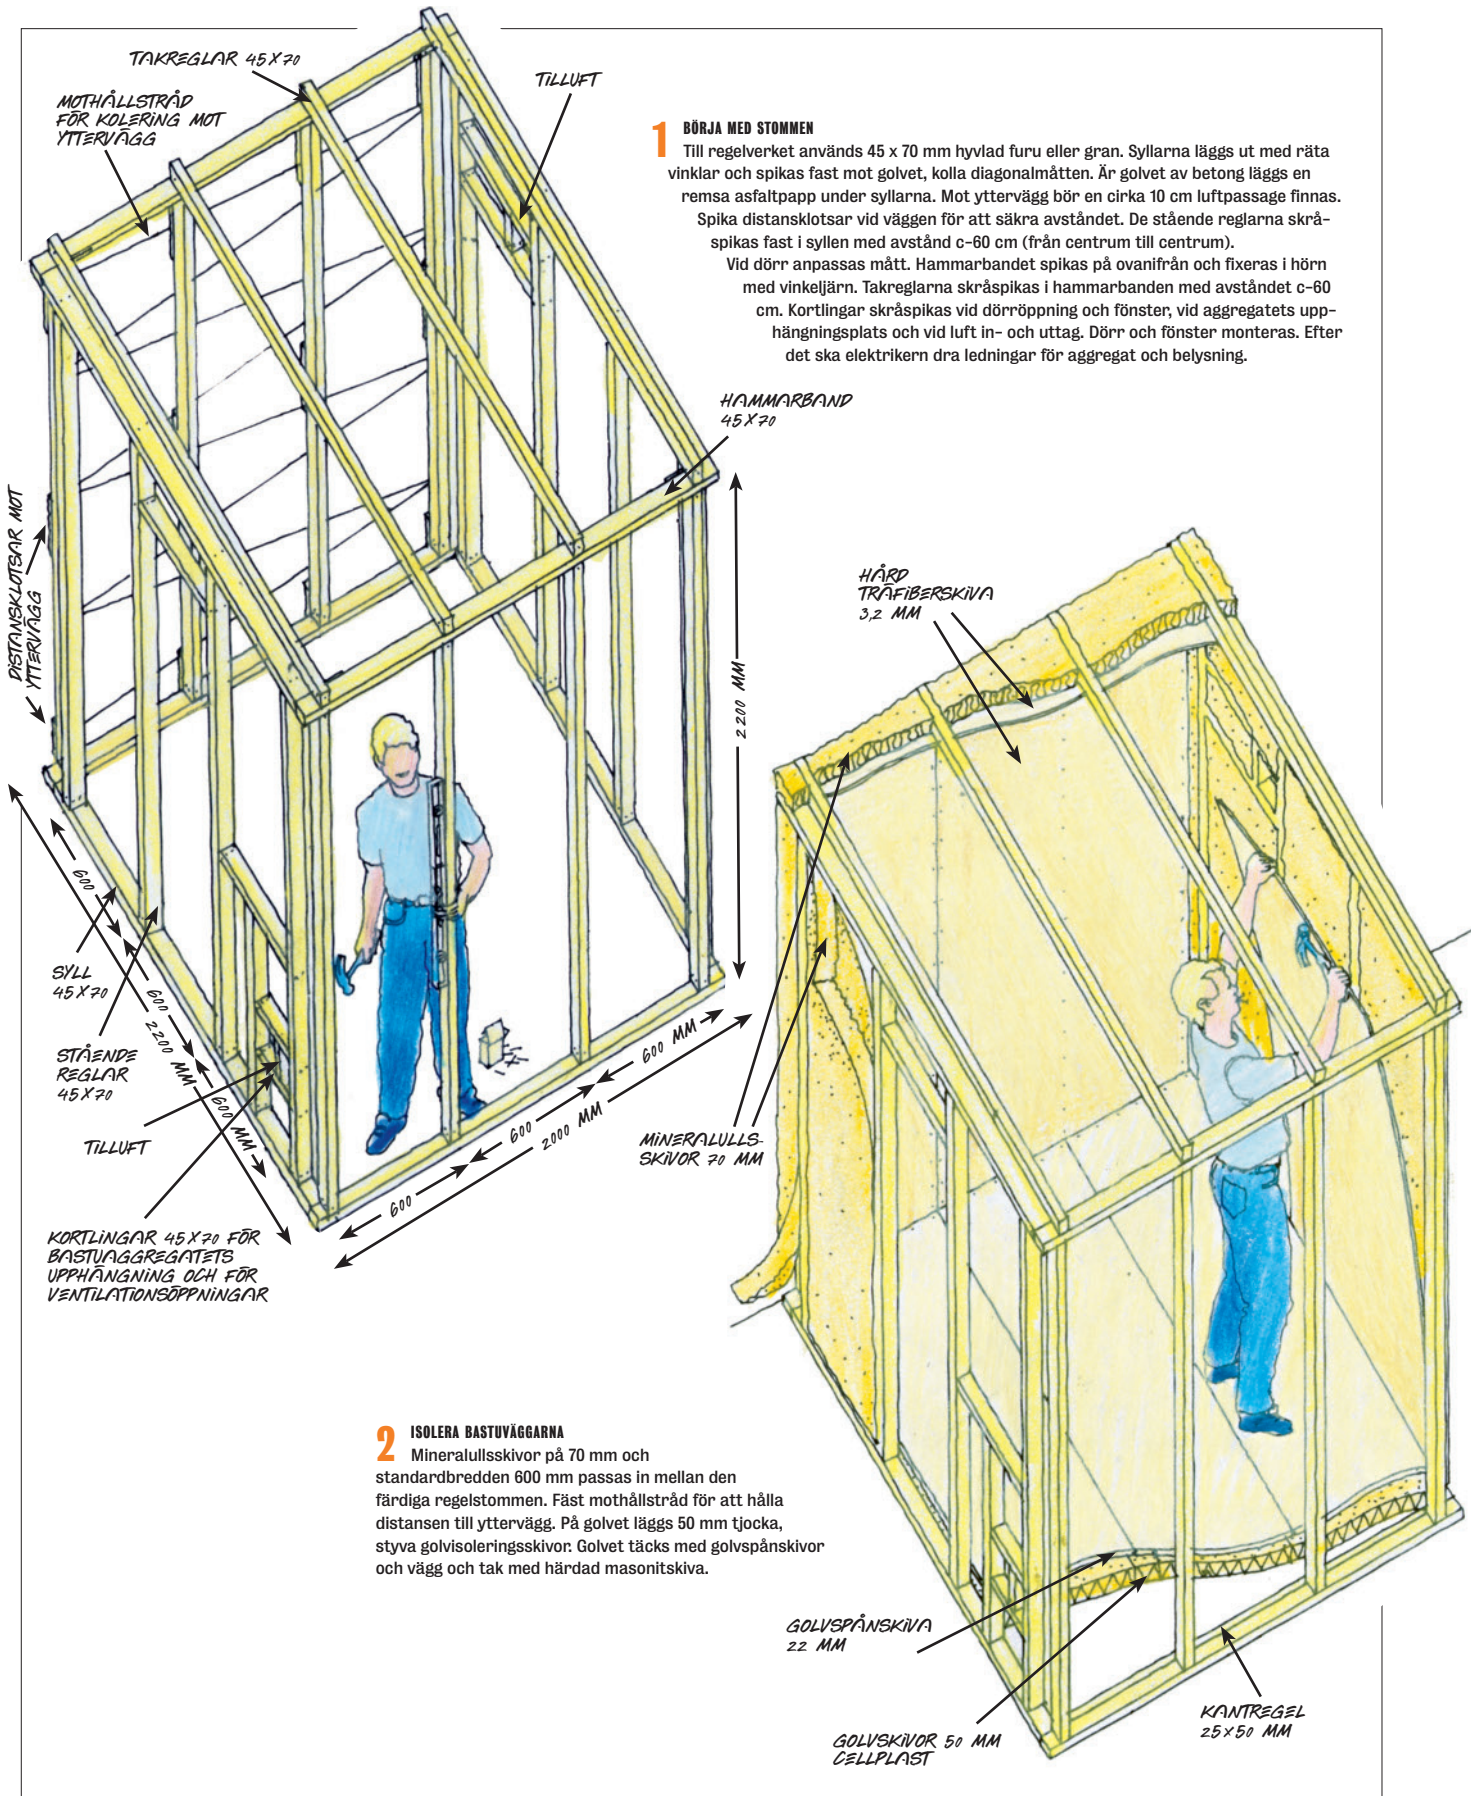 TAKREGLAR 45X70
TILLUFT
MOTHÅLLSTRÅD
FÖR KOLERING MOT
YTTERVÄGG
1 BÖRJA MED STOMMEN
Till regelverket används 45 x 70 mm hyvlad furu eller gran. Syllarna läggs ut med räta
vinklar och spikas fast mot golvet, kolla diagonalmåtten. Är golvet av betong läggs en
remsa asfaltpapp under syllarna. Mot yttervägg bör en cirka 10 cm luftpassage finnas.
Spika distansklotsar vid väggen för att säkra avståndet. De stående reglarna skrå-
spikas fast i syllen med avstånd c-60 cm (från centrum till centrum).
Vid dörr anpassas mått. Hammarbandet spikas på ovanifrån och fixeras i hörn
med vinkeljärn. Takreglarna skråspikas i hammarbanden med avståndet c-60
cm. Kortlingar skråspikas vid dörröppning och fönster, vid aggregatets upp-
hängningsplats och vid luft in- och uttag. Dörr och fönster monteras. Efter
det ska elektrikern dra ledningar för aggregat och belysning.
HAMMARBAND
45X70
DISTANSKLOTSAR MOT
YTTERVÄGG
2200 MM
HÅRD
TRÄFIBERSKIVA
3,2 MM
600
600
600 MM
2200 MM
SYLL
45X70
STÅENDE
REGLAR
45X70
TILLUFT
600
600
600 MM
2000 MM
KORTLINGAR 45X70 FÖR
BASTUAGGREGATETS
UPPHÄNGNING OCH FÖR
VENTILATIONSÖPPNINGAR
MINERALULLS-
SKIVOR 70 MM
2 ISOLERA BASTUVÄGGARNA
Mineralullsskivor på 70 mm och
standardbredden 600 mm passas in mellan den
färdiga regelstommen. Fäst mothållstråd för att hålla
distansen till yttervägg. På golvet läggs 50 mm tjocka,
styva golvisoleringsskivor. Golvet täcks med golvspånskivor
och vägg och tak med härdad masonitskiva.
GOLVSPÅNSKIVA
22 MM
GOLVSKIVOR 50 MM
CELLPLAST
KANTREGEL
25X50 MM